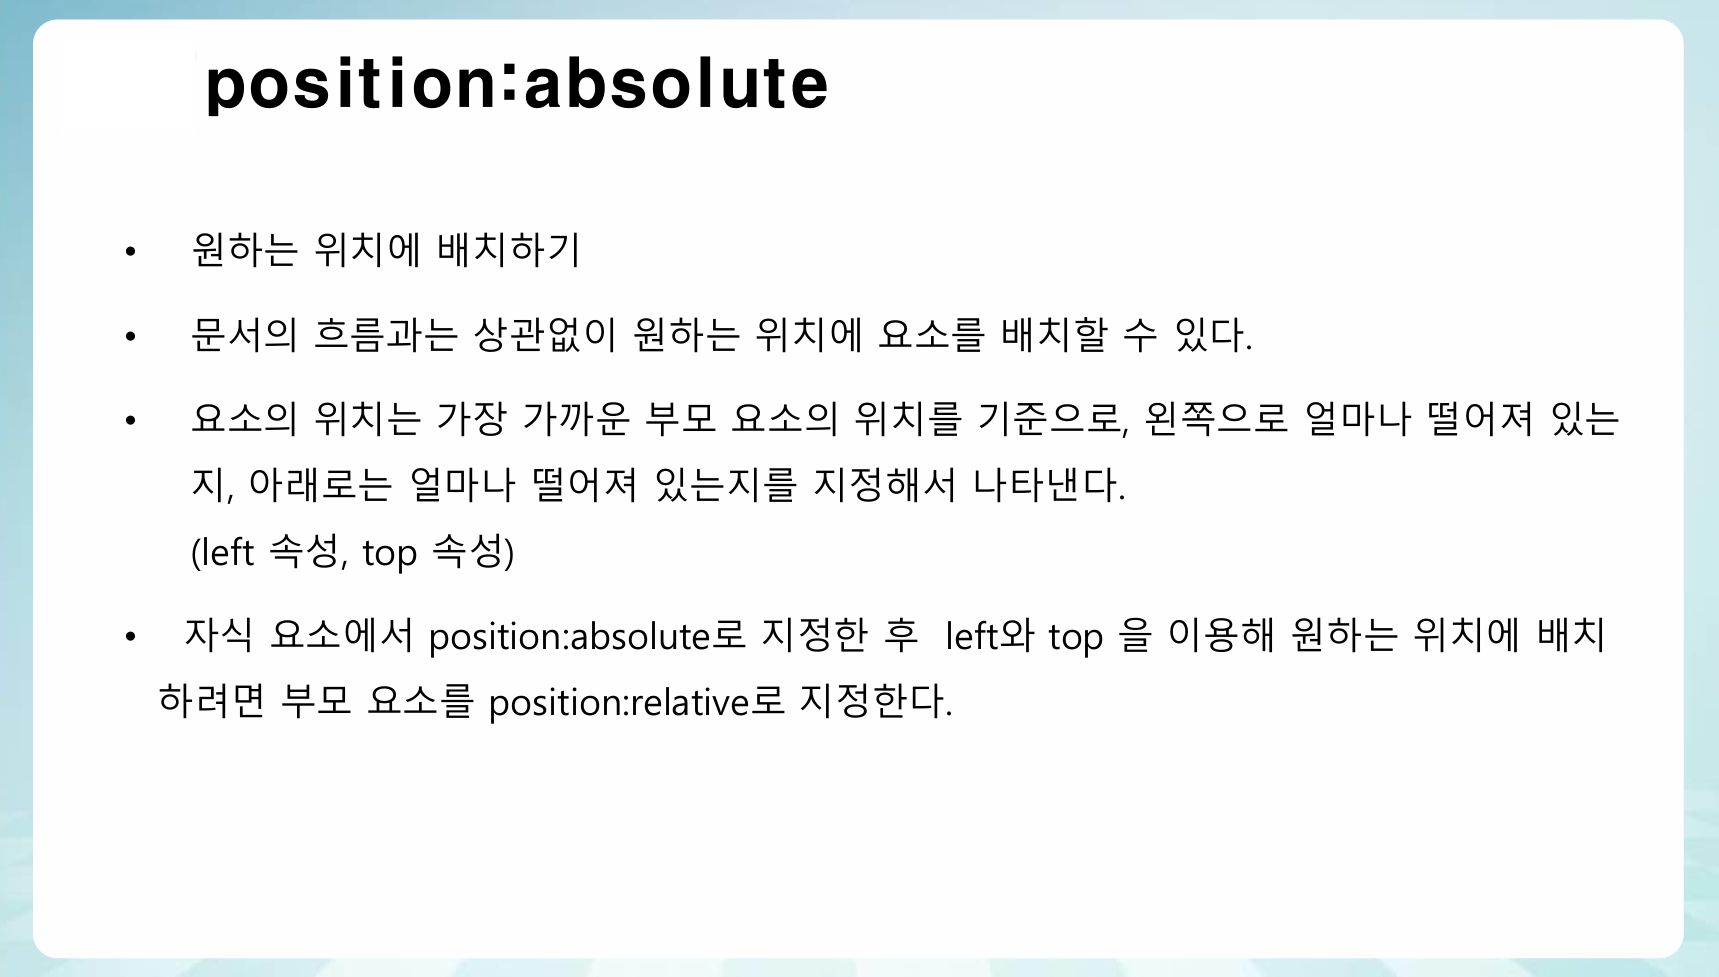 position:absolute
• 원하는 위치에 배치하기
• 문서의 흐름과는 상관없이 원하는 위치에 요소를 배치할 수 있다.
• 요소의 위치는 가장 가까운 부모 요소의 위치를 기준으로, 왼쪽으로 얼마나 떨어져 있는
지, 아래로는 얼마나 떨어져 있는지를 지정해서 나타낸다.
(left 속성, top 속성)
• 자식 요소에서 position:absolute로 지정한 후 left와 top 을 이용해 원하는 위치에 배치
하려면 부모 요소를 position:relative로 지정한다.